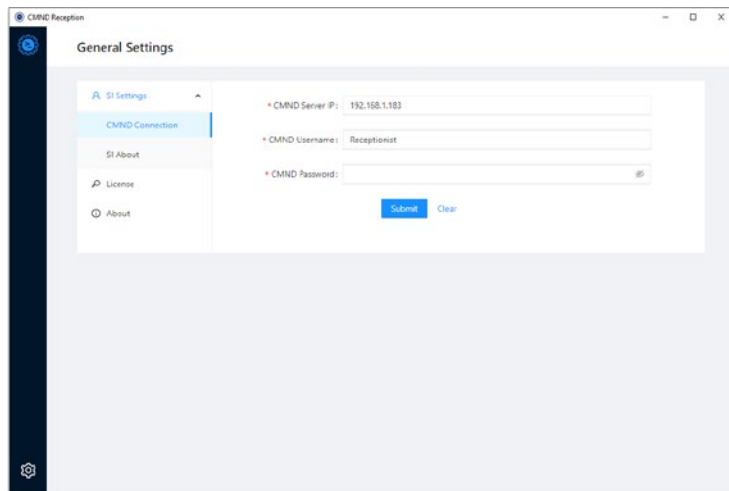 CMND Reception
General Settings
SI Settings
CMND Connection
SI About
License
About
* CMND Server IP: 192.168.1.183
* CMND Username: Receptionist
* CMND Password:
Submit Clear